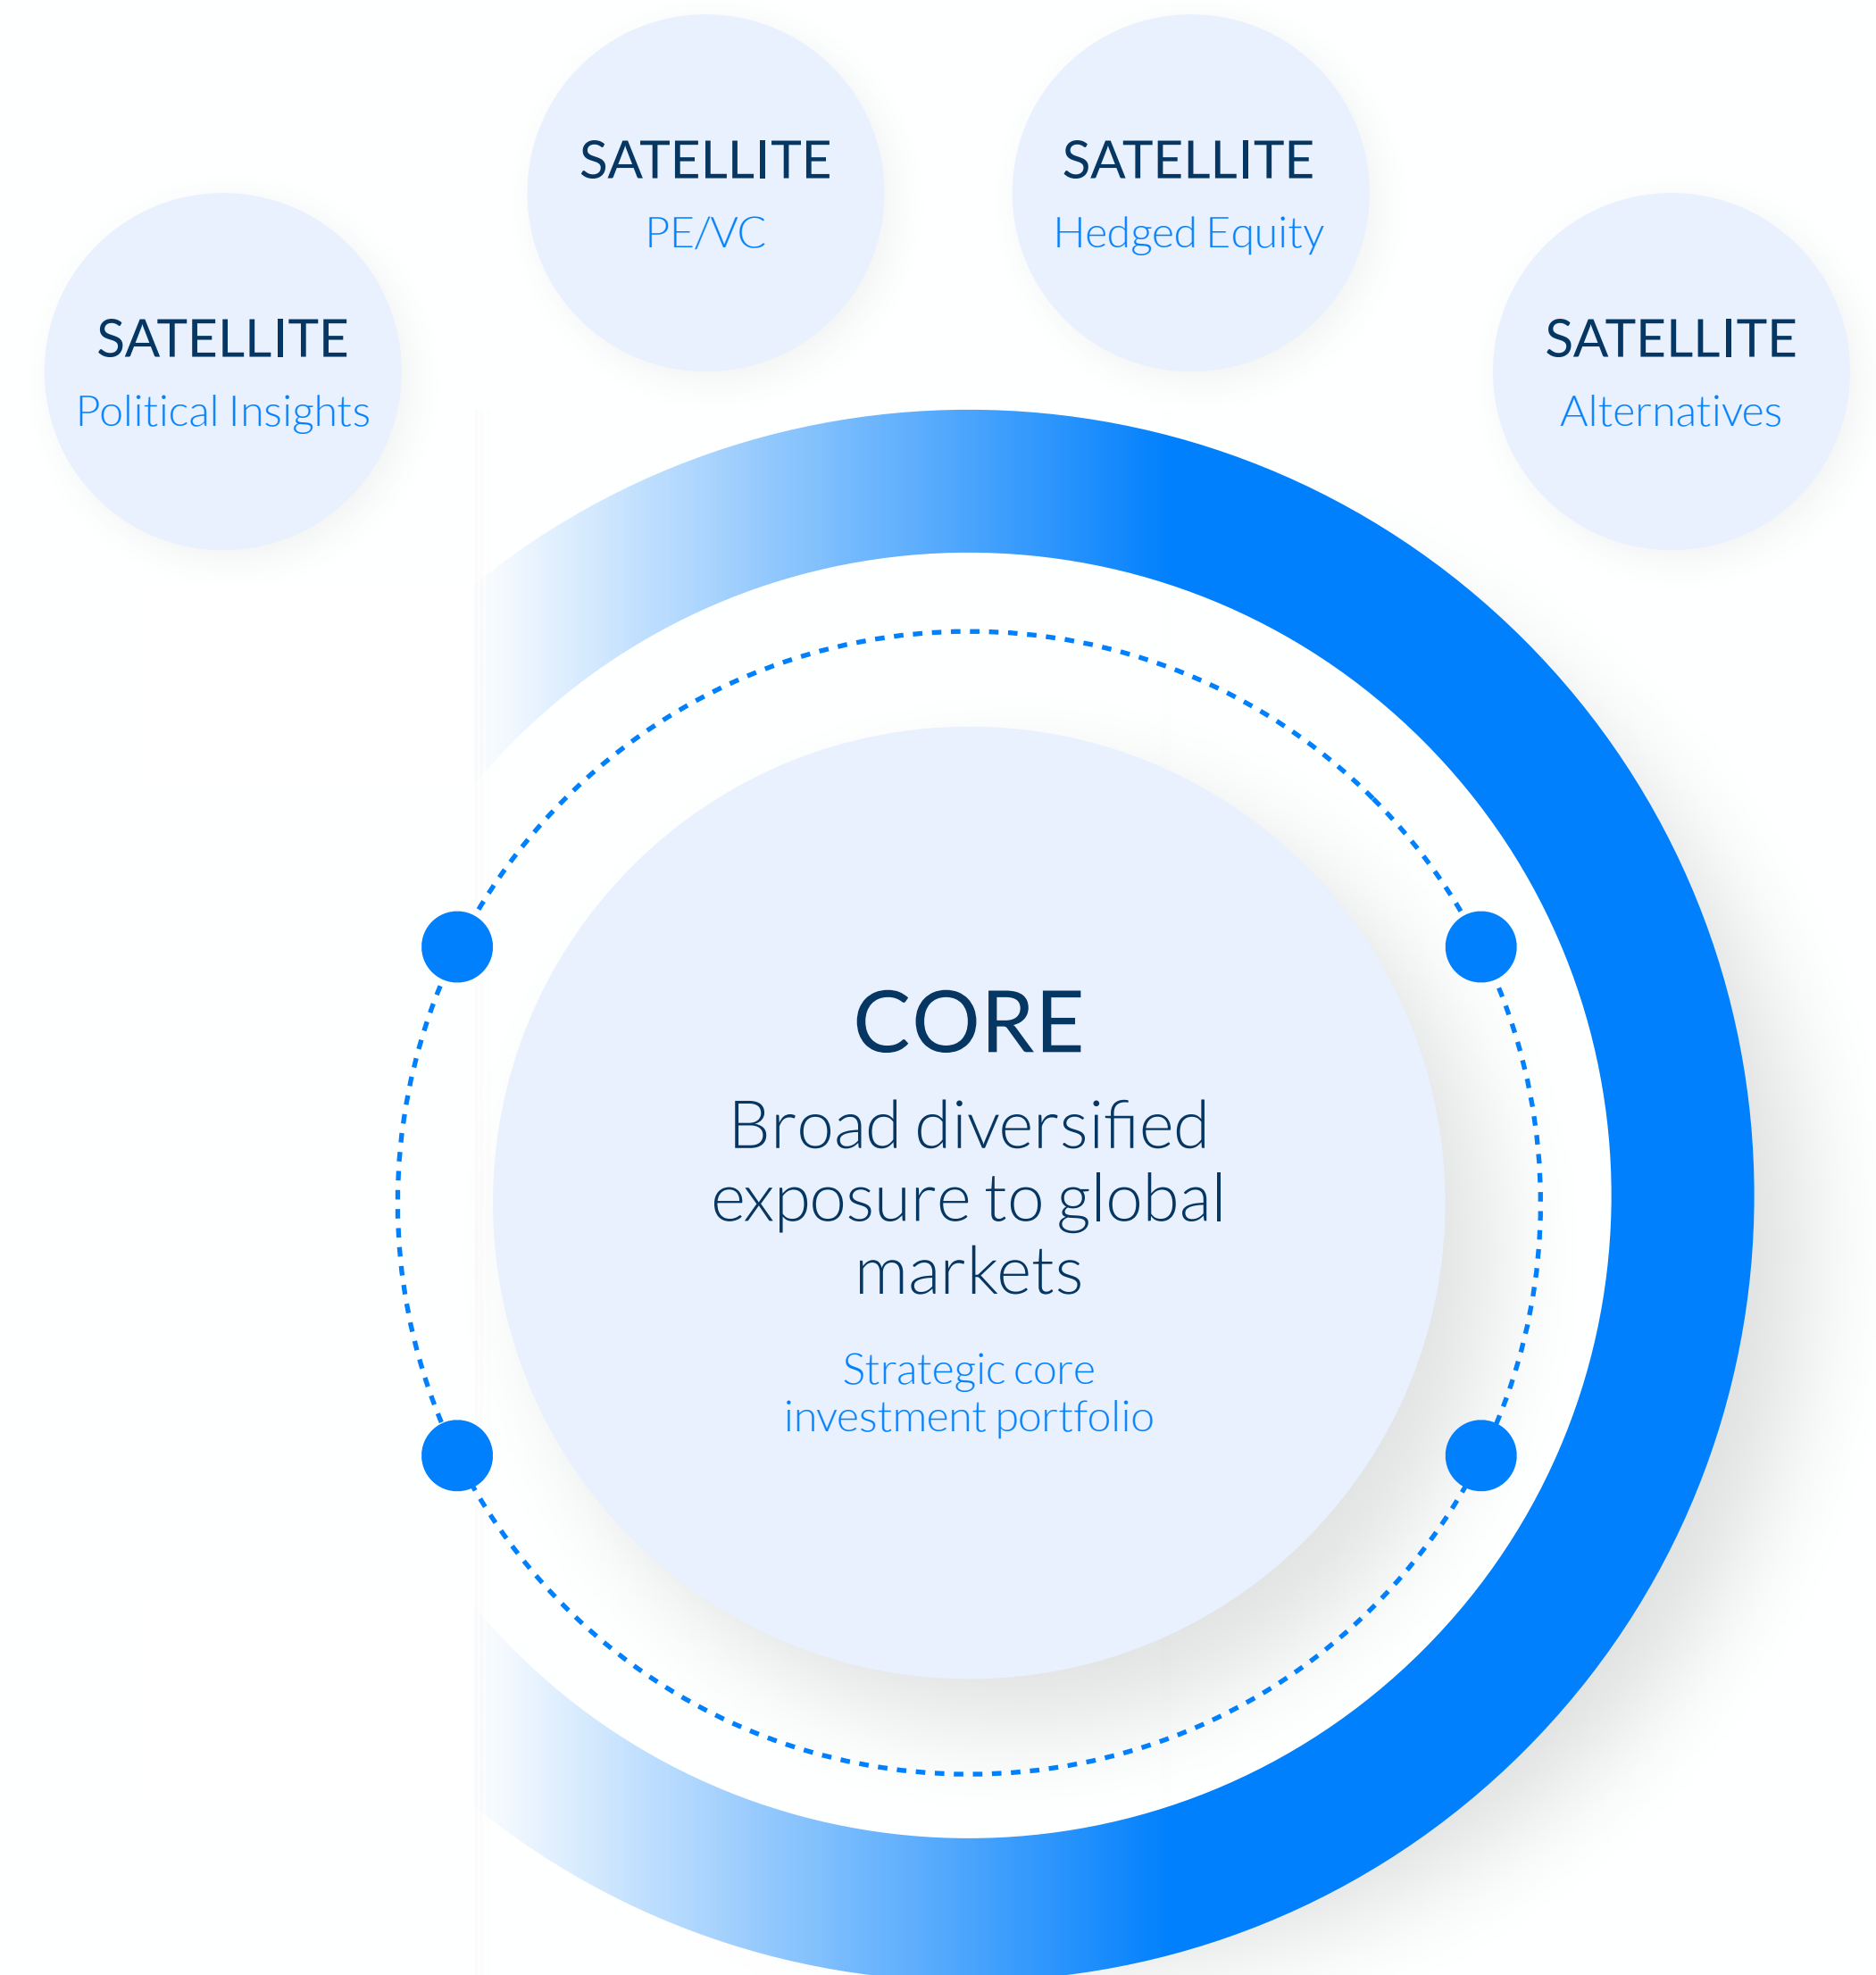 SATELLITE
PE/VC
SATELLITE
Hedged Equity
SATELLITE
Political Insights
SATELLITE
Alternatives
CORE
Broad diversified
exposure to global
markets
Strategic core
investment portfolio